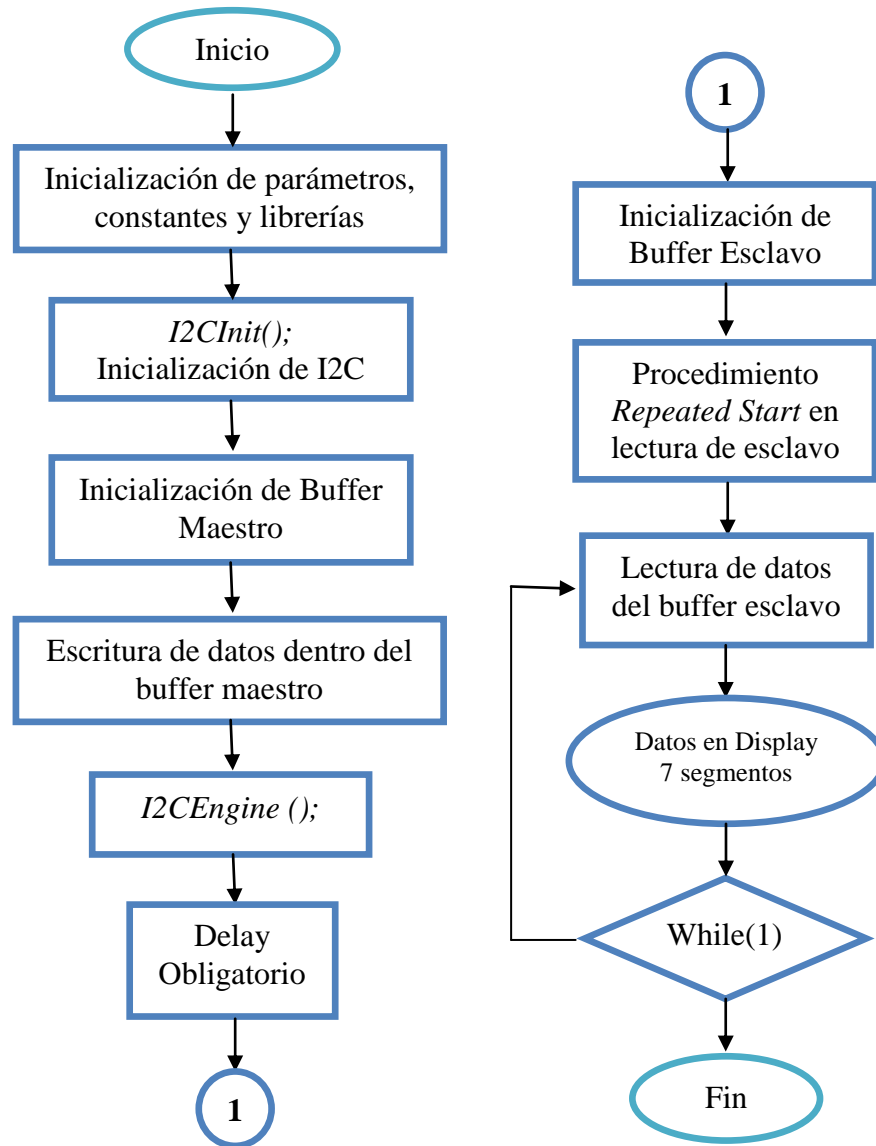 Inicio
Inicialización de parámetros,
constantes y librerías
I2CInit();
Inicialización de I2C
Inicialización de Buffer
Maestro
Escritura de datos dentro del
buffer maestro
I2CEngine ();
Delay
Obligatorio
1
1
Inicialización de
Buffer Esclavo
Procedimiento
Repeated Start en
lectura de esclavo
Lectura de datos
del buffer esclavo
Datos en Display
7 segmentos
While(1)
Fin